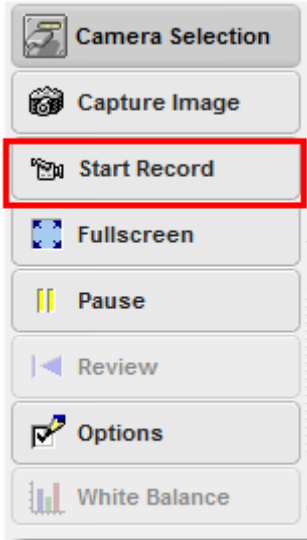 Camera Selection
Capture Image
Start Record
Fullscreen
Pause
Review
Options
White Balance